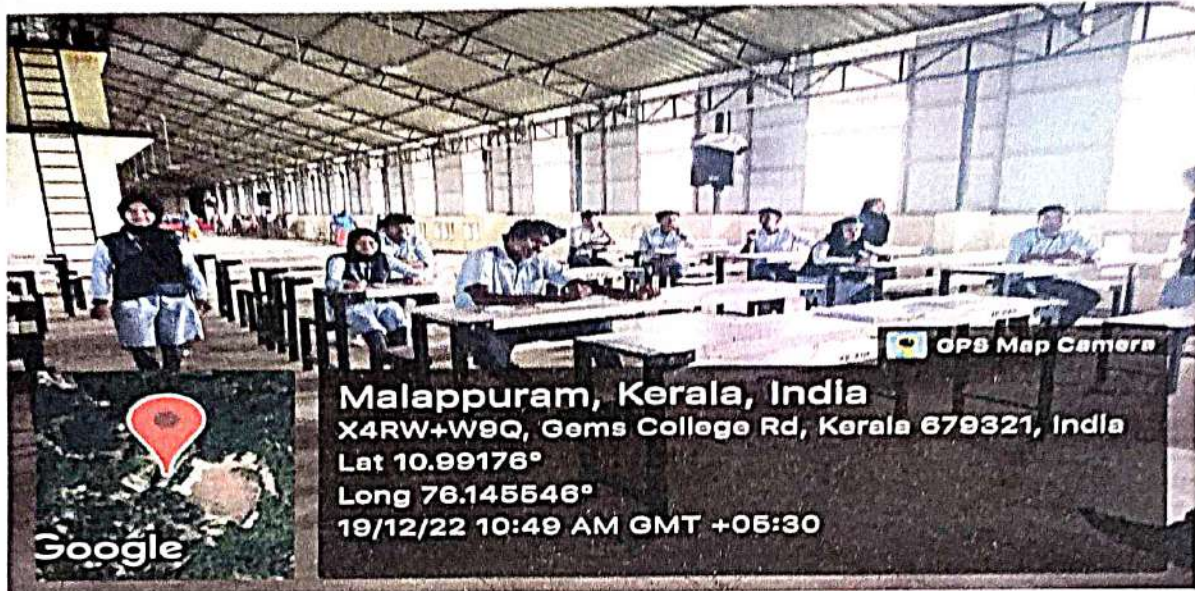 GPS Map Camera
Malappuram, Kerala, India
X4RW+W9Q, Gems College Rd, Kerala 679321, India
Lat 10.99176°
Long 76.145546°
19/12/22 10:49 AM GMT +05:30
Google